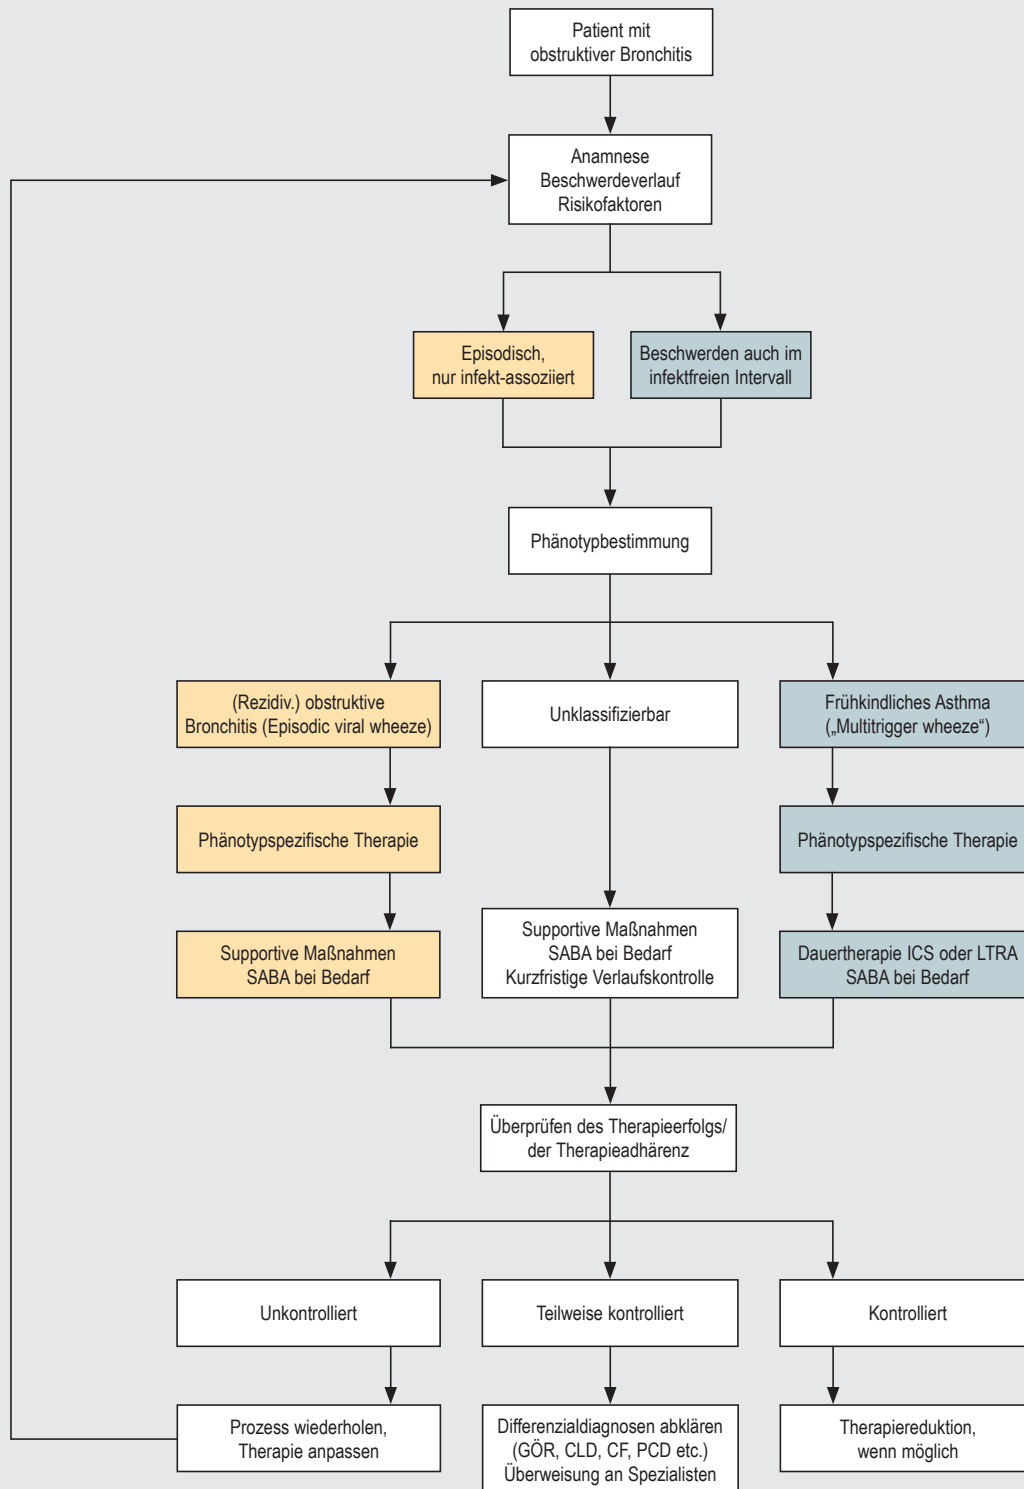 Patient mit
obstruktiver Bronchitis
Anamnese
Beschwerdeverlauf
Risikofaktoren
Episodisch,
nur infekt-assoziiert
Beschwerden auch im
infektfreien Intervall
Phänotypbestimmung
(Rezidiv.) obstruktive
Bronchitis (Episodic viral wheeze)
Unklassifizierbar
Frühkindliches Asthma
(„Multitrigger wheeze“)
Phänotypspezifische Therapie
Phänotypspezifische Therapie
Supportive Maßnahmen
SABA bei Bedarf
Supportive Maßnahmen
SABA bei Bedarf
Kurzfristige Verlaufskontrolle
Dauertherapie ICS oder LTRA
SABA bei Bedarf
Überprüfen des Therapieerfolgs/
der Therapieadhärenz
Unkontrolliert
Teilweise kontrolliert
Kontrolliert
Prozess wiederholen,
Therapie anpassen
Differenzialdiagnosen abklären
(GÖR, CLD, CF, PCD etc.)
Überweisung an Spezialisten
Therapiereduktion,
wenn möglich